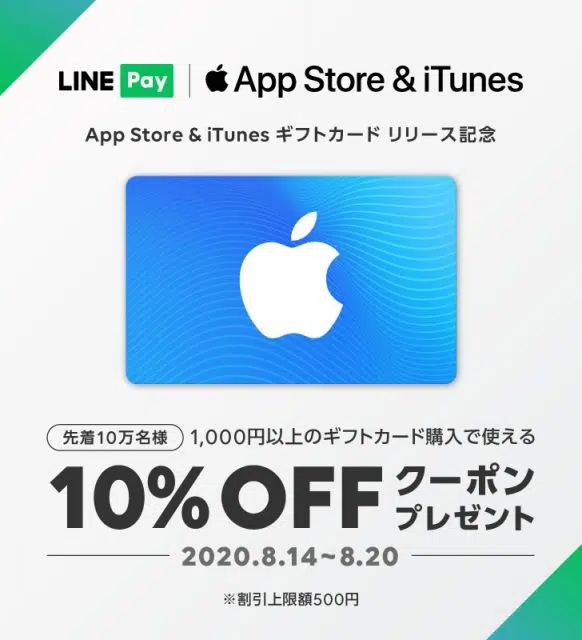 LINE Pay | App Store & iTunes
App Store & iTunes ギフトカード リリース記念
先着10万名様 1,000円以上のギフトカード購入で使える
10% OFF クーポン
プレゼント
2020.8.14~8.20
※割引上限額500円